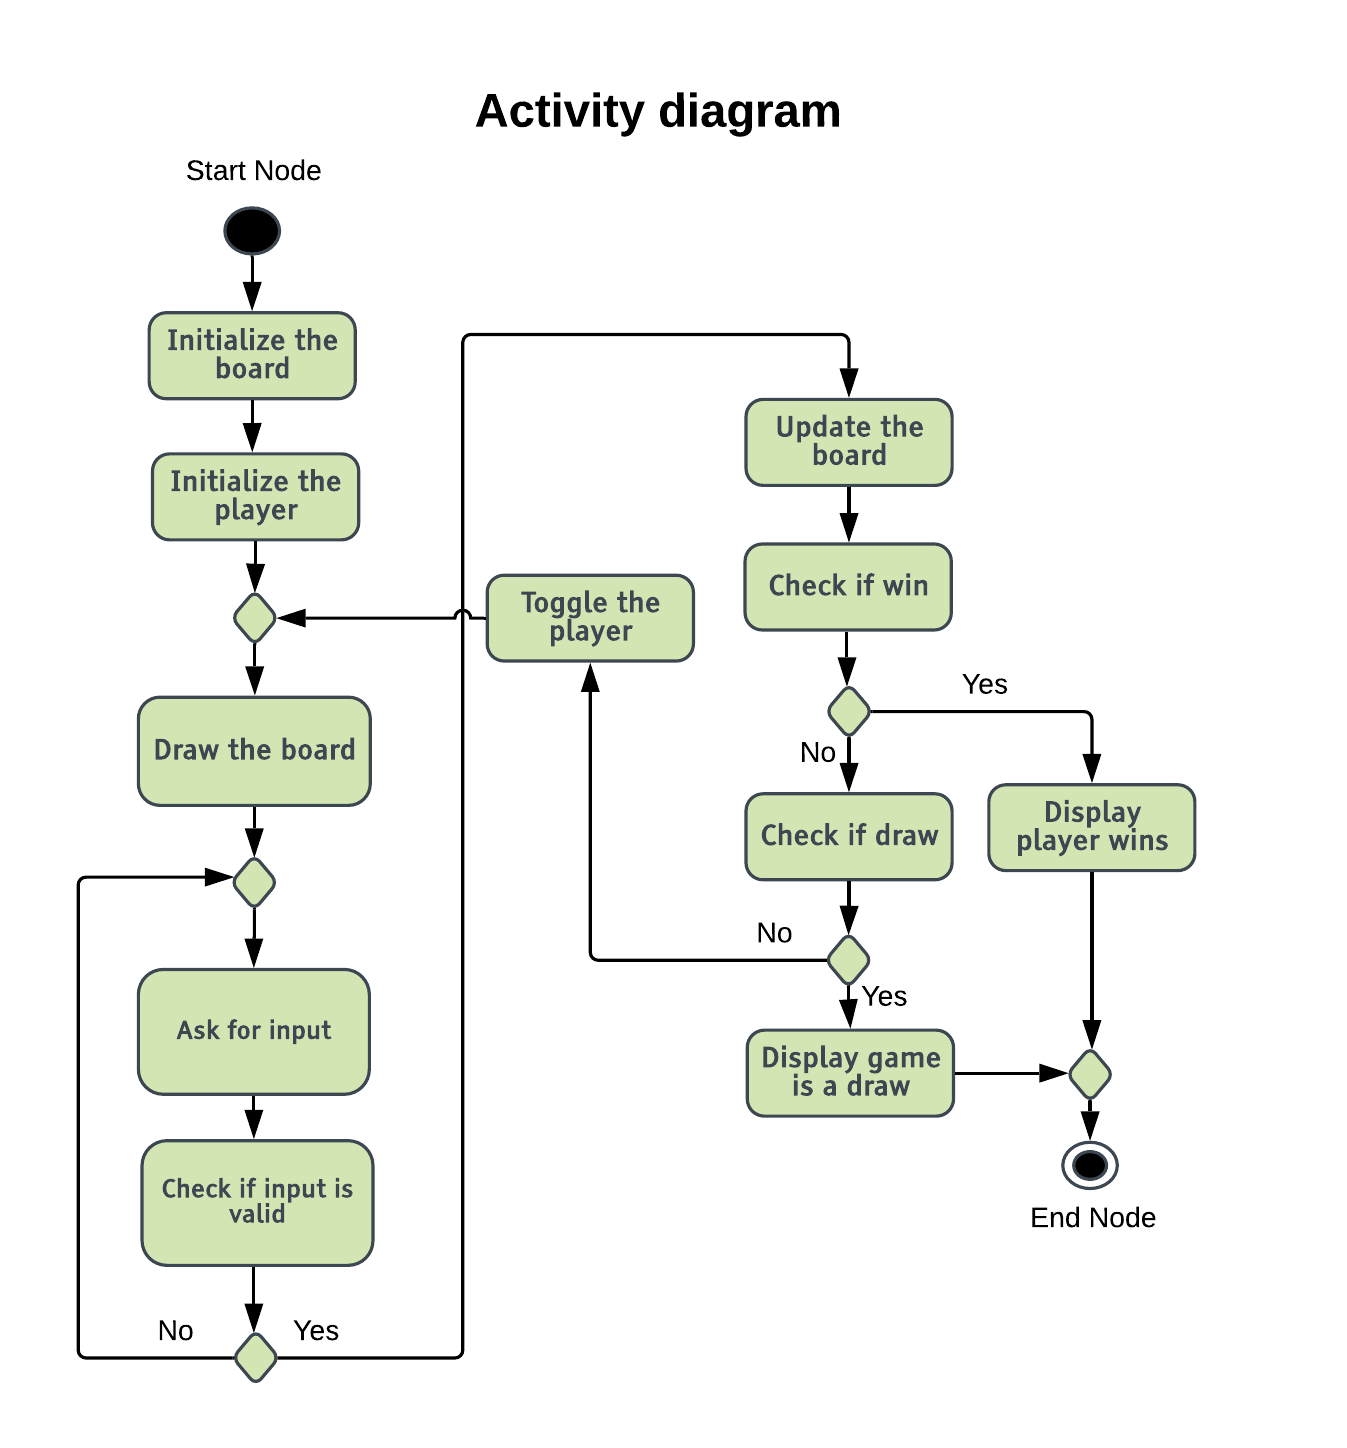 Activity diagram
Start Node
Initialize the
board
Initialize the
player
Draw the board
Ask for input
Check if input is
valid
No
Yes
Update the
board
Check if win
Toggle the
player
Yes
No
Check if draw
Display
player wins
No
Yes
Display game
is a draw
End Node